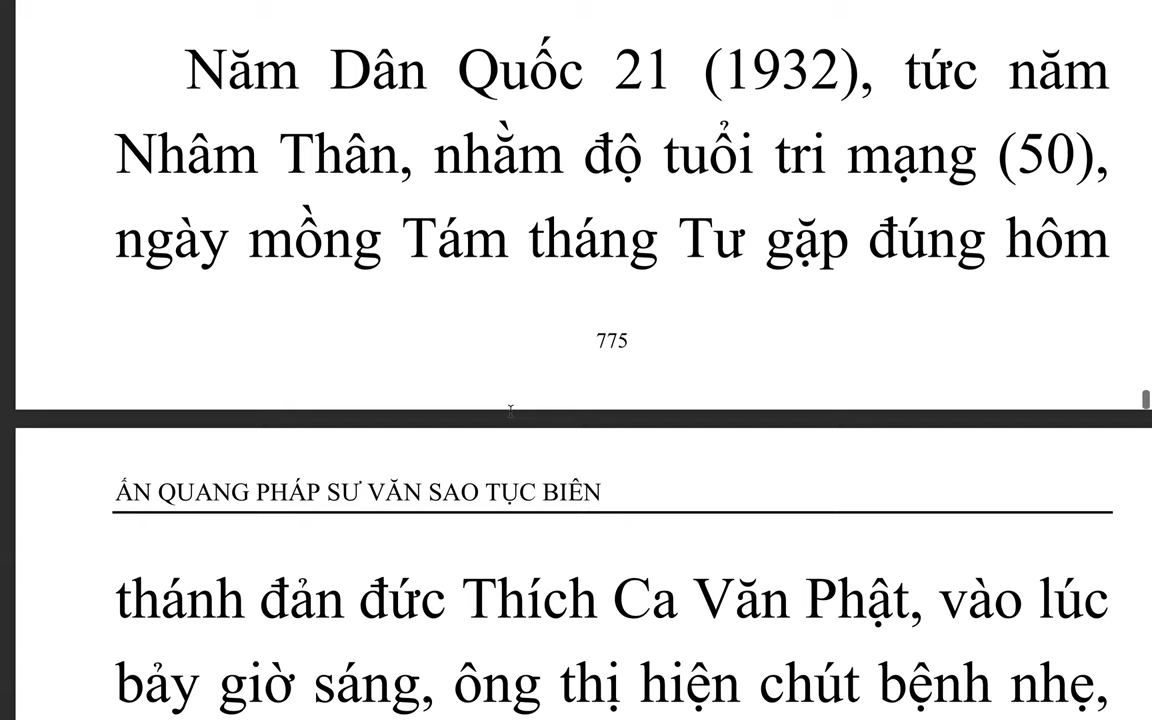 Năm Dân Quốc 21 (1932), tức năm
Nhâm Thân, nhằm độ tuổi tri mạng (50),
ngày mồng Tám tháng Tư gặp đúng hôm
775
ẤN QUANG PHÁP SƯ VĂN SAO TỤC BIÊN
thánh đản đức Thích Ca Văn Phật, vào lúc
bảy giờ sáng, ông thị hiện chút bệnh nhẹ,